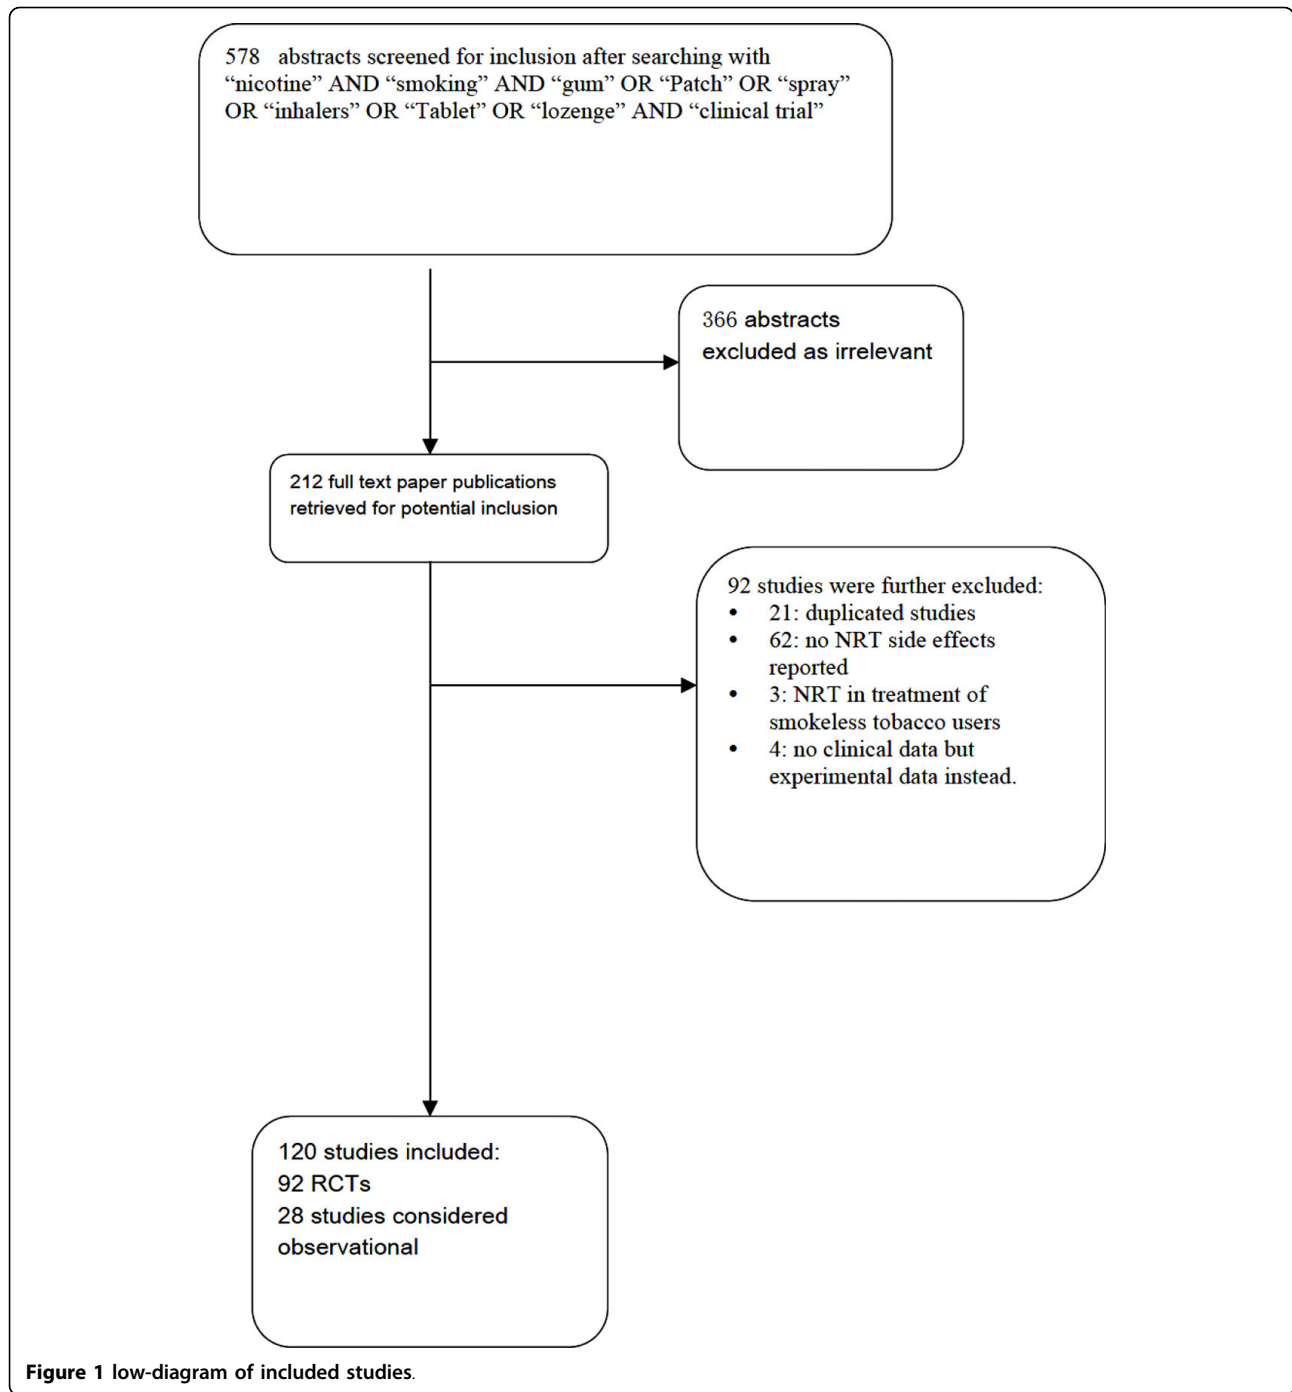 578 abstracts screened for inclusion after searching with
“nicotine” AND “smoking” AND “gum” OR “Patch” OR “spray”
OR “inhalers” OR “Tablet” OR “lozenge” AND “clinical trial”
366 abstracts
excluded as irrelevant
212 full text paper publications
retrieved for potential inclusion
92 studies were further excluded:
• 21: duplicated studies
• 62: no NRT side effects
reported
• 3: NRT in treatment of
smokeless tobacco users
• 4: no clinical data but
experimental data instead.
120 studies included:
92 RCTs
28 studies considered
observational
Figure 1 low-diagram of included studies.